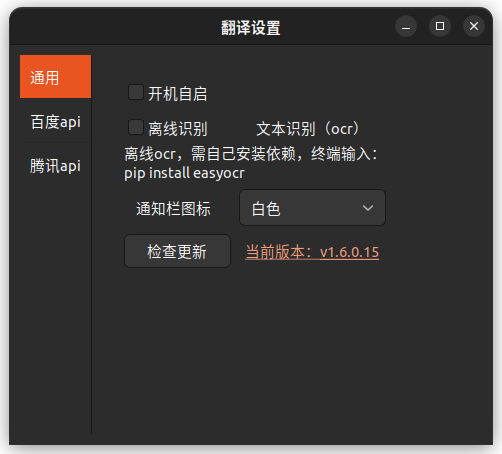 翻译设置
通用
百度api
腾讯api
开机自启
离线识别 文本识别（ocr）
离线ocr，需自己安装依赖，终端输入：
pip install easyocr
通知栏图标 白色
检查更新 当前版本：v1.6.0.15